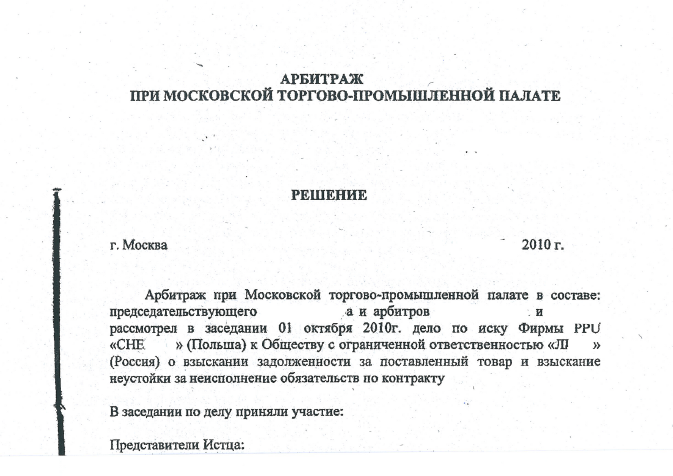 АРБИТРАЖ
ПРИ МОСКОВСКОЙ ТОРГОВО-ПРОМЫШЛЕННОЙ ПАЛАТЕ
РЕШЕНИЕ
г. Москва 2010 г.
Арбитраж при Московской торгово-промышленной палате в составе:
председательствующего а и арбитров . и
рассмотрел в заседании 01 октября 2010г. дело по иску Фирмы PPU
«CHE » (Польша) к Обществу с ограниченной ответственностью «Л »
(Россия) о взыскании задолженности за поставленный товар и взыскание
неустойки за неисполнение обязательств по контракту
В заседании по делу приняли участие:
Представители Истца: